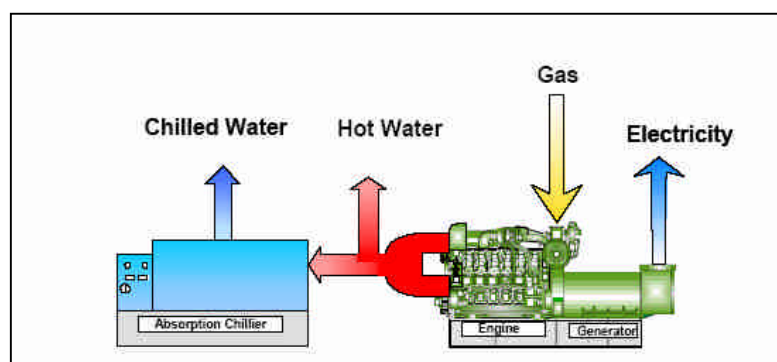 Gas
Chilled Water
Hot Water
Electricity
Absorption Chillier
Engine
Generator